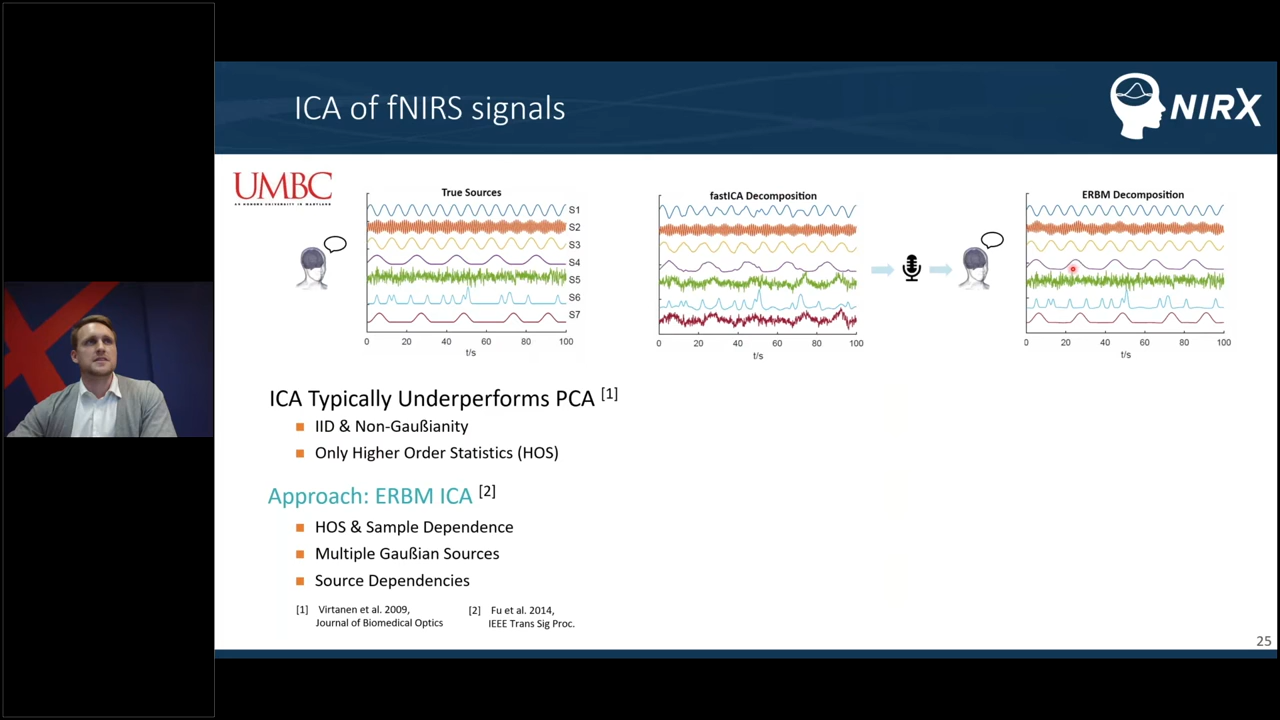 ICA of fNIRS signals
NIRX
UMBC
AN HONORS UNIVERSITY IN MARYLAND
True Sources
S1
S2
S3
S4
S5
S6
S7
0 20 40 60 80 100
t/s
fastICA Decomposition
0 20 40 60 80 100
t/s
ERBM Decomposition
0 20 40 60 80 100
t/s
ICA Typically Underperforms PCA [1]
IID & Non-Gaußianity
Only Higher Order Statistics (HOS)
Approach: ERBM ICA [2]
HOS & Sample Dependence
Multiple Gaußian Sources
Source Dependencies
[1] Virtanen et al. 2009,
Journal of Biomedical Optics
[2] Fu et al. 2014,
IEEE Trans Sig Proc.
25